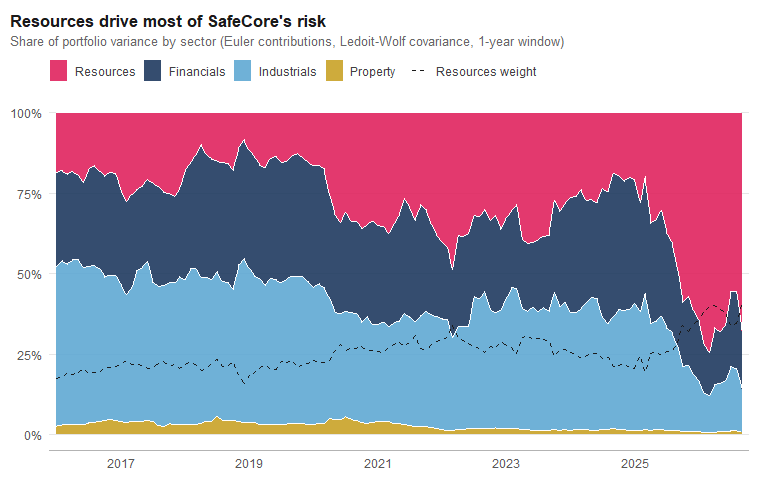 Resources drive most of SafeCore's risk
Share of portfolio variance by sector (Euler contributions, Ledoit-Wolf covariance, 1-year window)
Resources Financials Industrials Property Resources weight
100%
75%
50%
25%
0%
2017 2019 2021 2023 2025